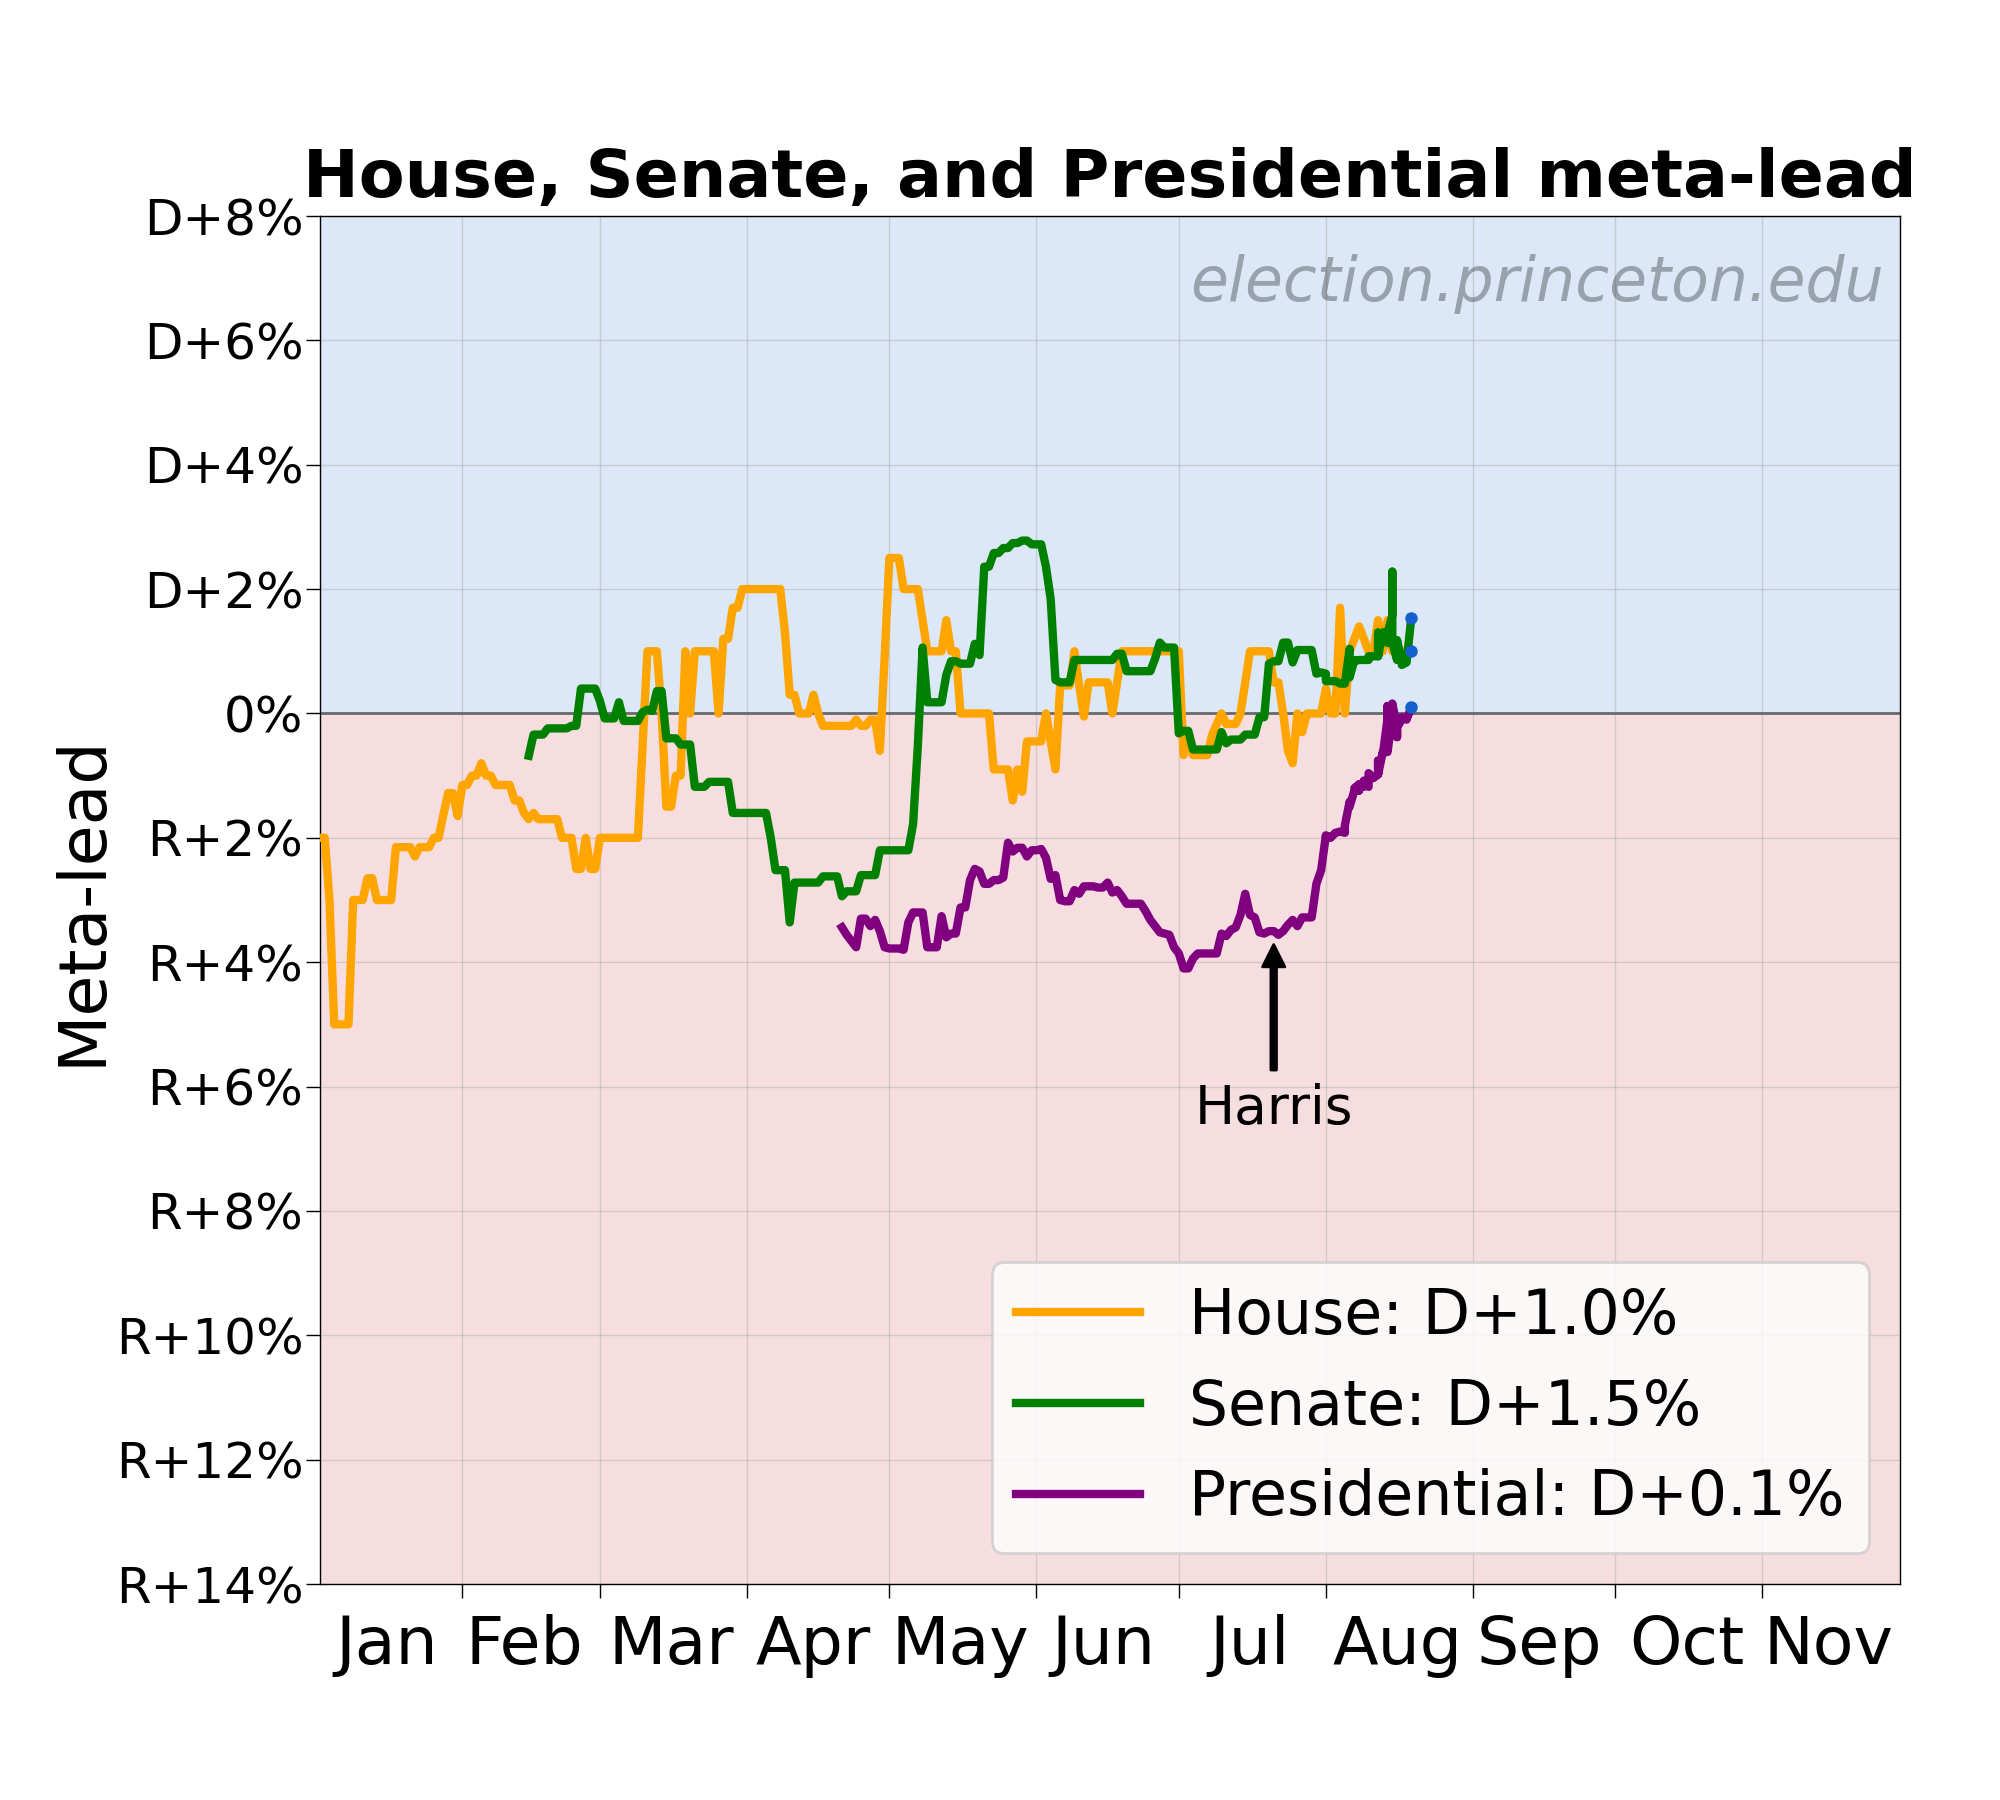 House, Senate, and Presidential meta-lead
election.princeton.edu
Meta-lead
D+8%
D+6%
D+4%
D+2%
0%
R+2%
R+4%
R+6%
R+8%
R+10%
R+12%
R+14%
Harris
House: D+1.0%
Senate: D+1.5%
Presidential: D+0.1%
Jan Feb Mar Apr May Jun Jul Aug Sep Oct Nov